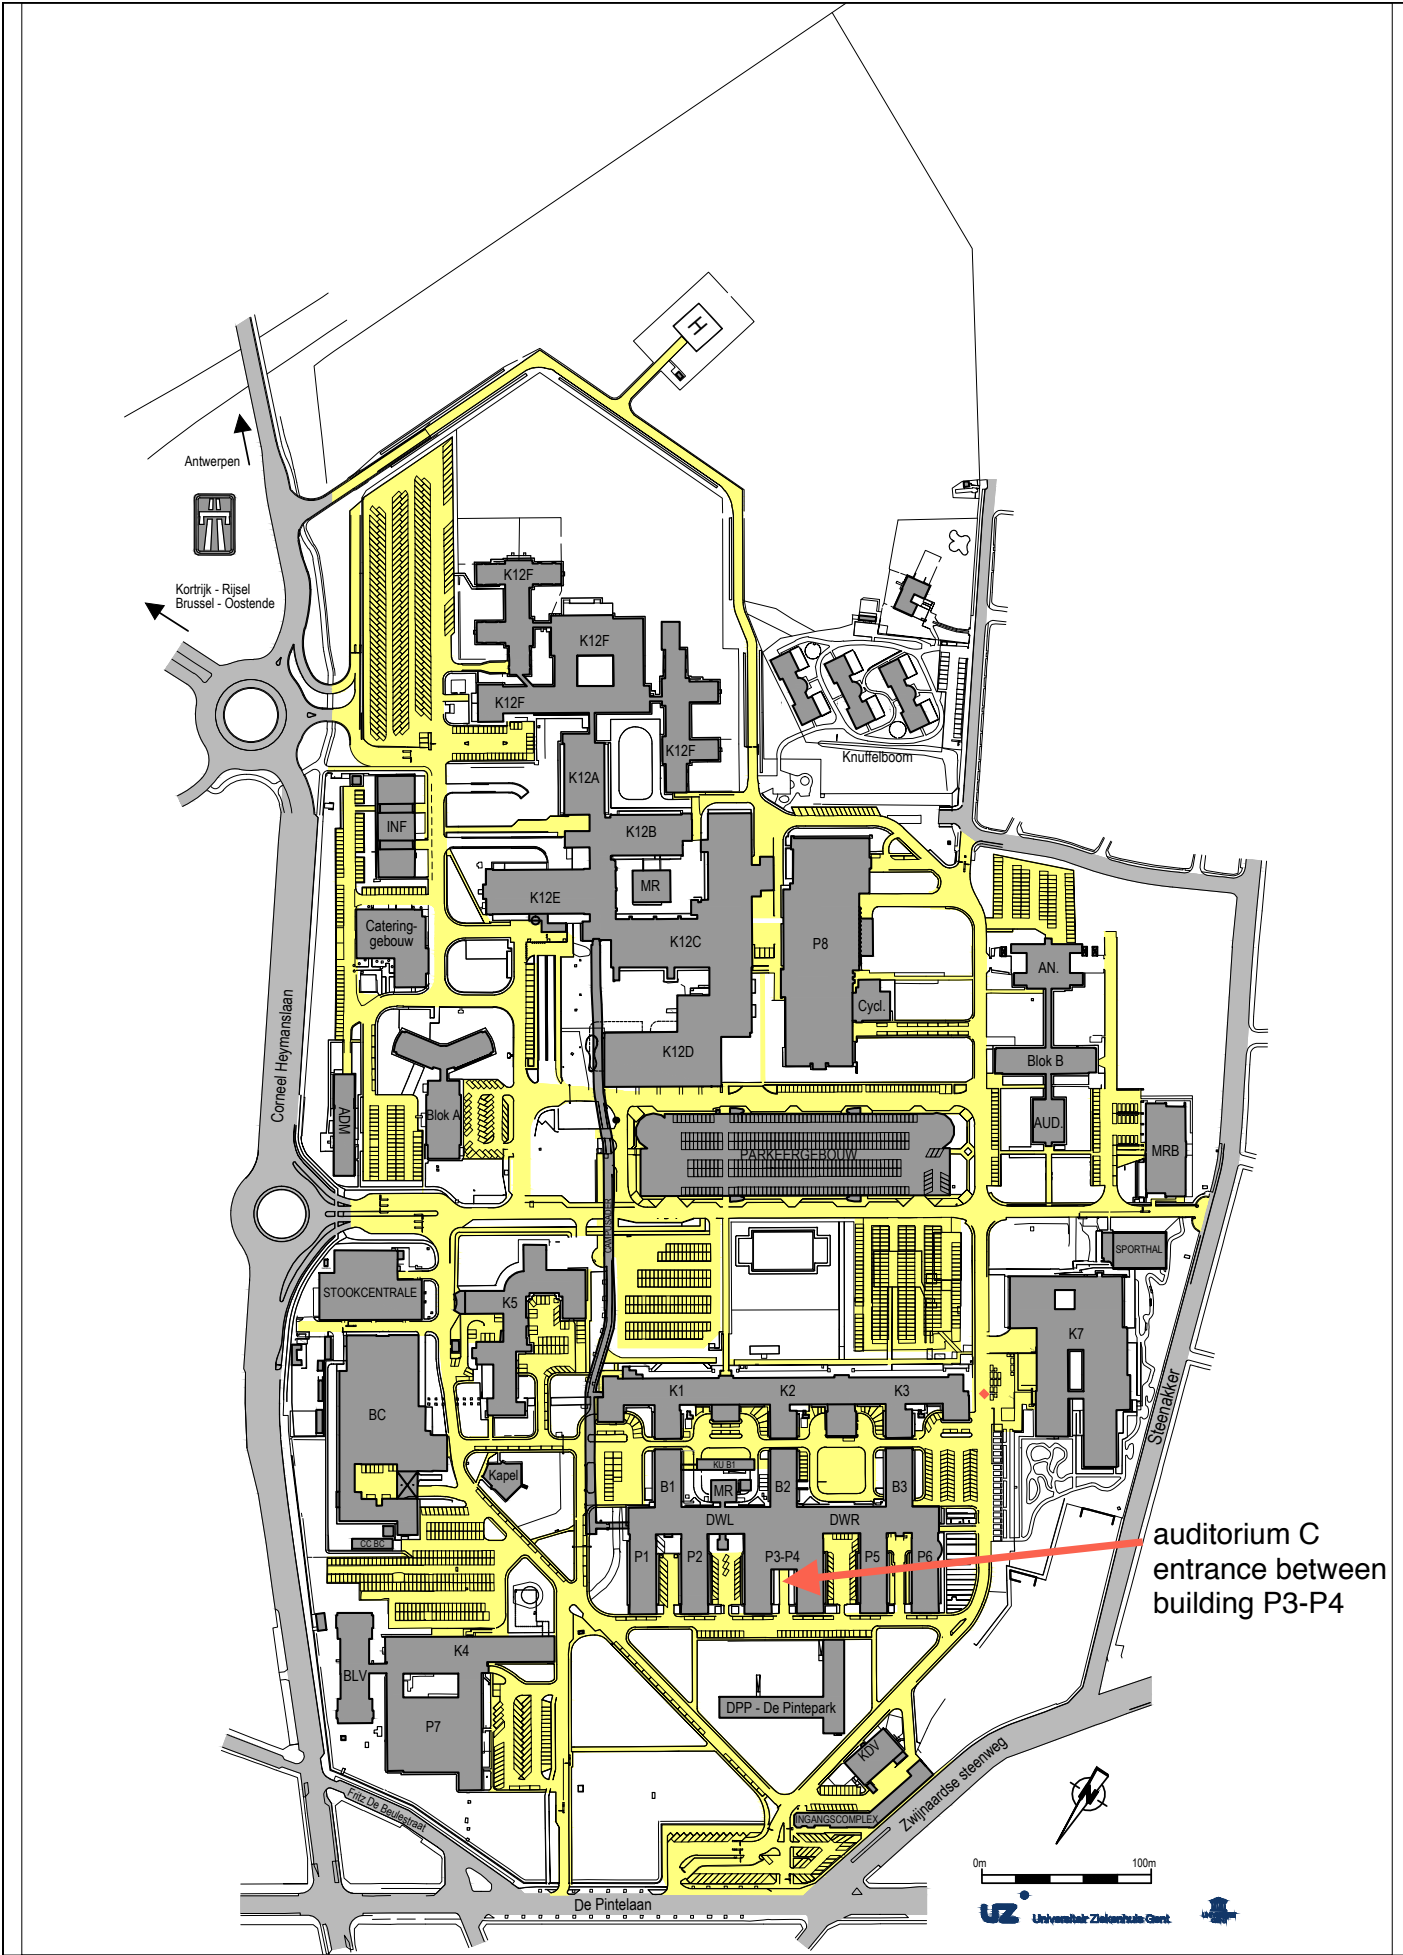 H
Antwerpen
Kortrijk - Rijsel
Brussel - Oostende
K12F
K12F
K12F
K12F
Knuffelboom
K12A
INF
K12B
MR
K12E
Catering-
gebouw
K12C
P8
AN.
Cycl.
Corneel Heymanslaan
K12D
Blok B
ADM
Blok A
AUD.
PARKEERGEBOUW
MRB
CAMPUSADER
SPORTHAL
STOOKCENTRALE
K5
K7
K1
K2
K3
Steenakker
BC
Kapel
KU B1
B1
MR
B2
B3
DWL
DWR
CC BC
P1
P2
P3-P4
P5
P6
auditorium C
entrance between
building P3-P4
K4
BLV
DPP - De Pintepark
P7
KDV
Zwijnaardse steenweg
Fritz De Beulestraat
INGANGSCOMPLEX
N
0m
100m
De Pintelaan
UZ
Universitair Ziekenhuis Gent